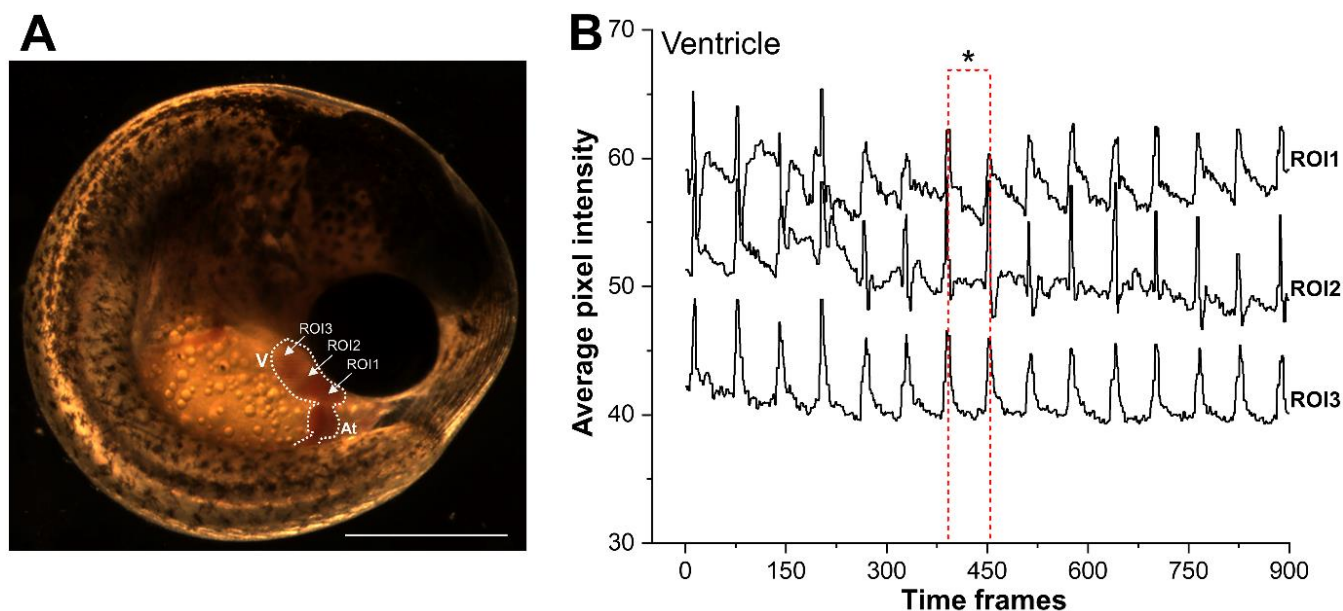 A
ROI3
ROI2
V
ROI1
At
B
Ventricle
*
Average pixel intensity
70
60
50
40
30
ROI1
ROI2
ROI3
0
150
300
450
600
750
900
Time frames